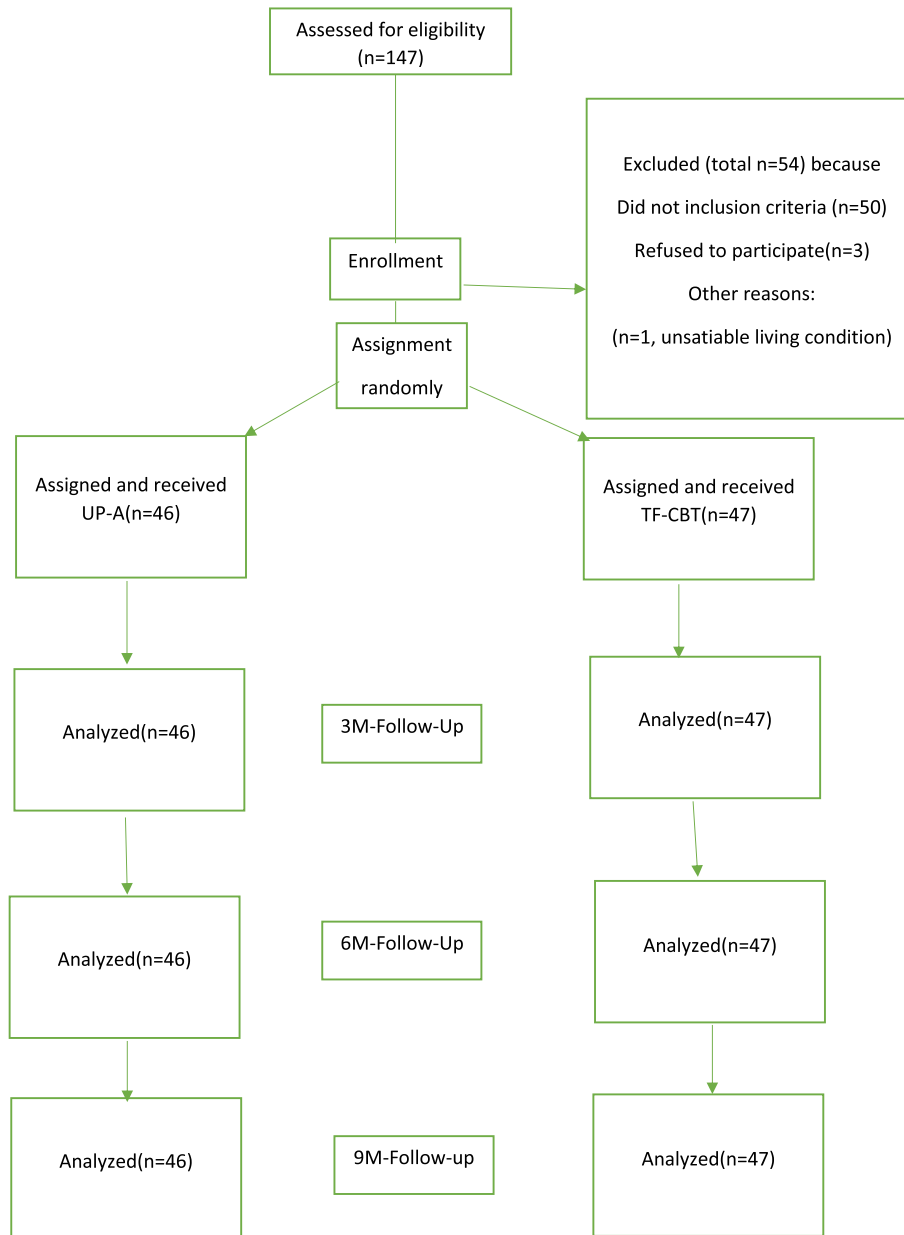 Assessed for eligibility
(n=147)
Excluded (total n=54) because
Did not inclusion criteria (n=50)
Refused to participate(n=3)
Other reasons:
(n=1, unsatiable living condition)
Enrollment
Assignment
randomly
Assigned and received
UP-A(n=46)
Assigned and received
TF-CBT(n=47)
Analyzed(n=46)
3M-Follow-Up
Analyzed(n=47)
Analyzed(n=46)
6M-Follow-Up
Analyzed(n=47)
Analyzed(n=46)
9M-Follow-up
Analyzed(n=47)